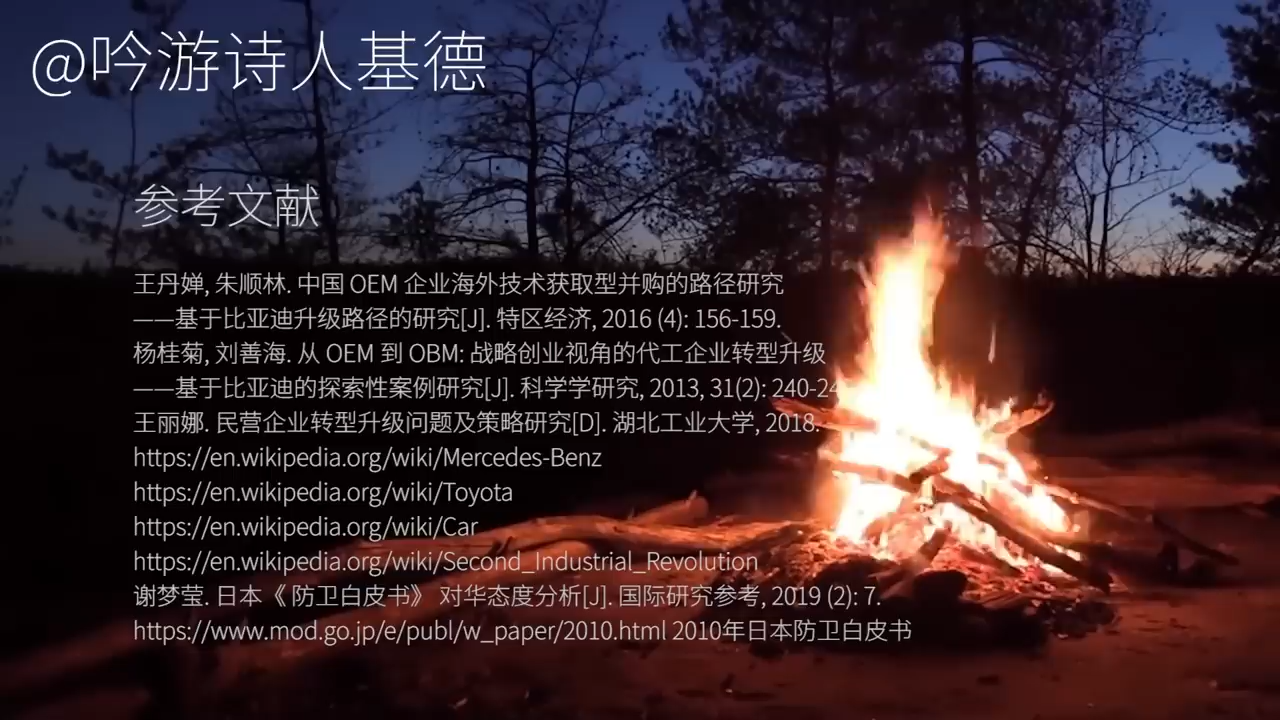 @吟游诗人基德
参考文献
王丹婵, 朱顺林. 中国 OEM 企业海外技术获取型并购的路径研究
——基于比亚迪升级路径的研究[J]. 特区经济, 2016 (4): 156-159.
杨桂菊, 刘善海. 从 OEM 到 OBM: 战略创业视角的代工企业转型升级
——基于比亚迪的探索性案例研究[J]. 科学学研究, 2013, 31(2): 240-24
王丽娜. 民营企业转型升级问题及策略研究[D]. 湖北工业大学, 2018.
https://en.wikipedia.org/wiki/Mercedes-Benz
https://en.wikipedia.org/wiki/Toyota
https://en.wikipedia.org/wiki/Car
https://en.wikipedia.org/wiki/Second_Industrial_Revolution
谢梦莹. 日本《 防卫白皮书》 对华态度分析[J]. 国际研究参考, 2019 (2): 7.
https://www.mod.go.jp/e/publ/w_paper/2010.html 2010年日本防卫白皮书